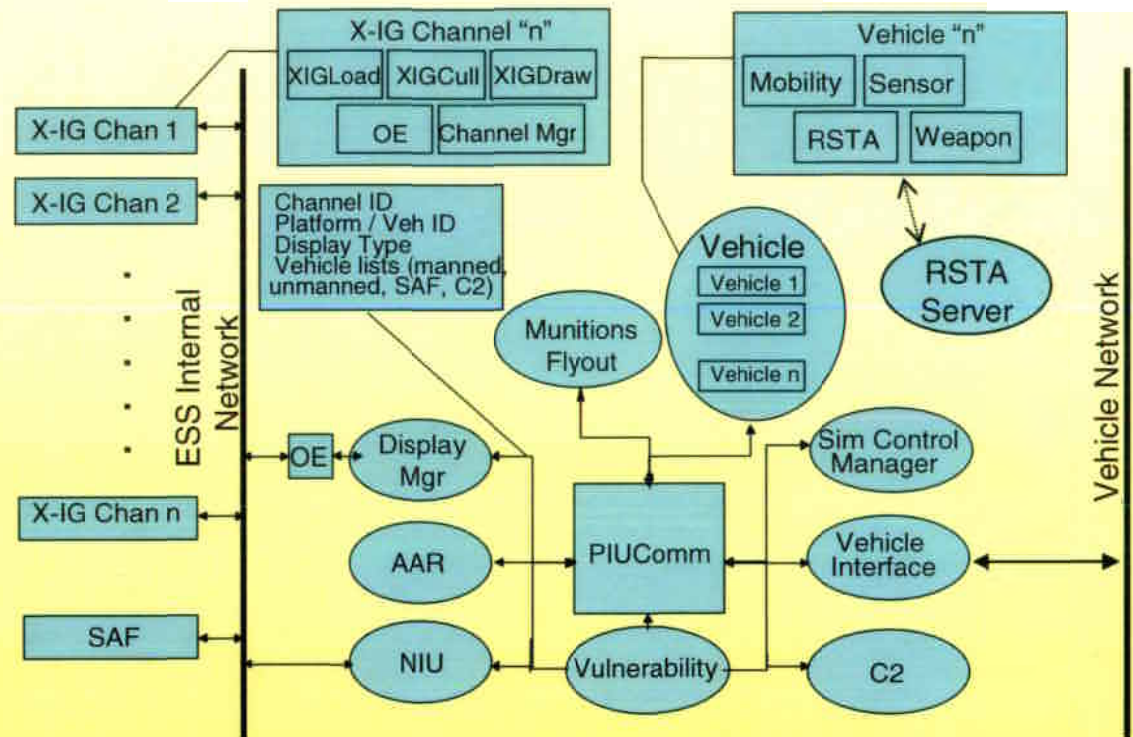 X-IG Channel “n”
XIGLoad
XIGCull
XIGDraw
OE
Channel Mgr
Vehicle “n”
Mobility
Sensor
RSTA
Weapon
X-IG Chan 1
X-IG Chan 2
X-IG Chan n
SAF
ESS Internal
Network
Channel ID
Platform / Veh ID
Display Type
Vehicle lists (manned,
unmanned, SAF, C2)
Vehicle
Vehicle 1
Vehicle 2
Vehicle n
RSTA
Server
Munitions
Flyout
OE
Display
Mgr
AAR
NIU
PIUComm
Vulnerability
Sim Control
Manager
Vehicle
Interface
C2
Vehicle Network